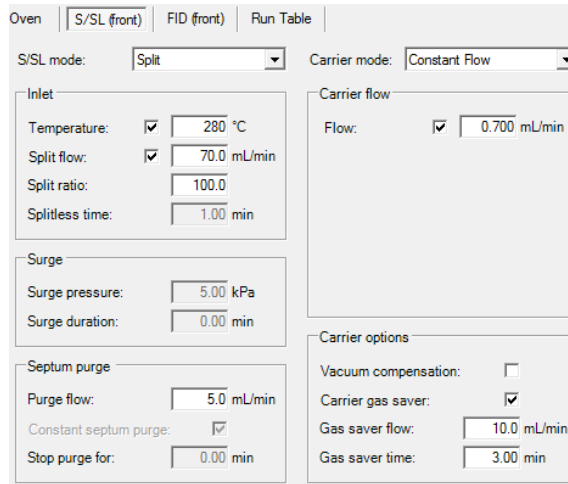 Oven S/SL (front) FID (front) Run Table
S/SL mode: Split Carrier mode: Constant Flow
Inlet
Temperature: 280 °C
Split flow: 70.0 mL/min
Split ratio: 100.0
Splitless time: 1.00 min
Surge
Surge pressure: 5.00 kPa
Surge duration: 0.00 min
Septum purge
Purge flow: 5.0 mL/min
Constant septum purge:
Stop purge for: 0.00 min
Carrier flow
Flow: 0.700 mL/min
Carrier options
Vacuum compensation:
Carrier gas saver:
Gas saver flow: 10.0 mL/min
Gas saver time: 3.00 min